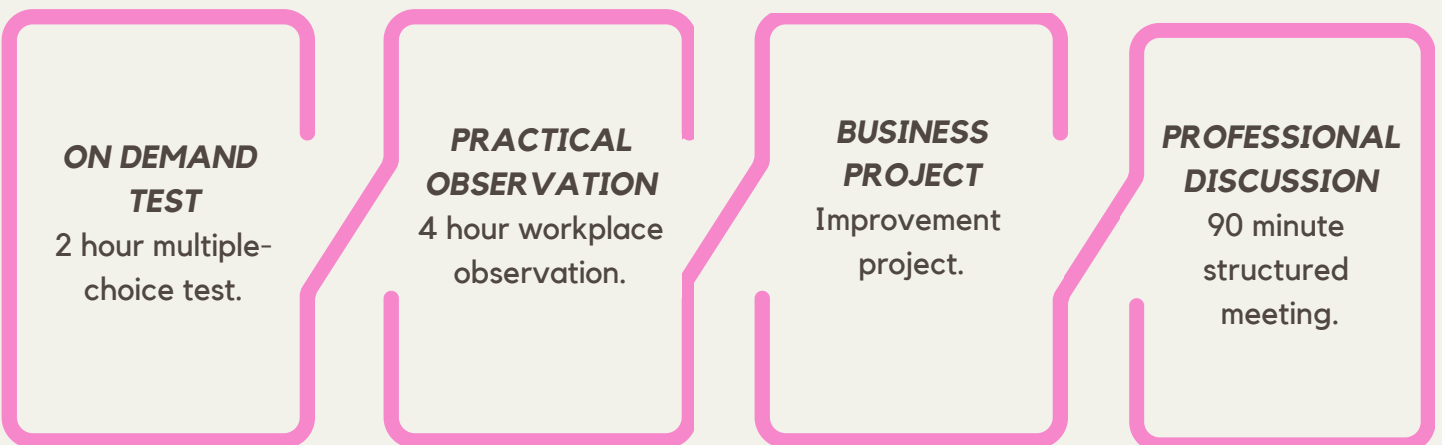 ON DEMAND
TEST
2 hour multiple-
choice test.
PRACTICAL
OBSERVATION
4 hour workplace
observation.
BUSINESS
PROJECT
Improvement
project.
PROFESSIONAL
DISCUSSION
90 minute
structured
meeting.